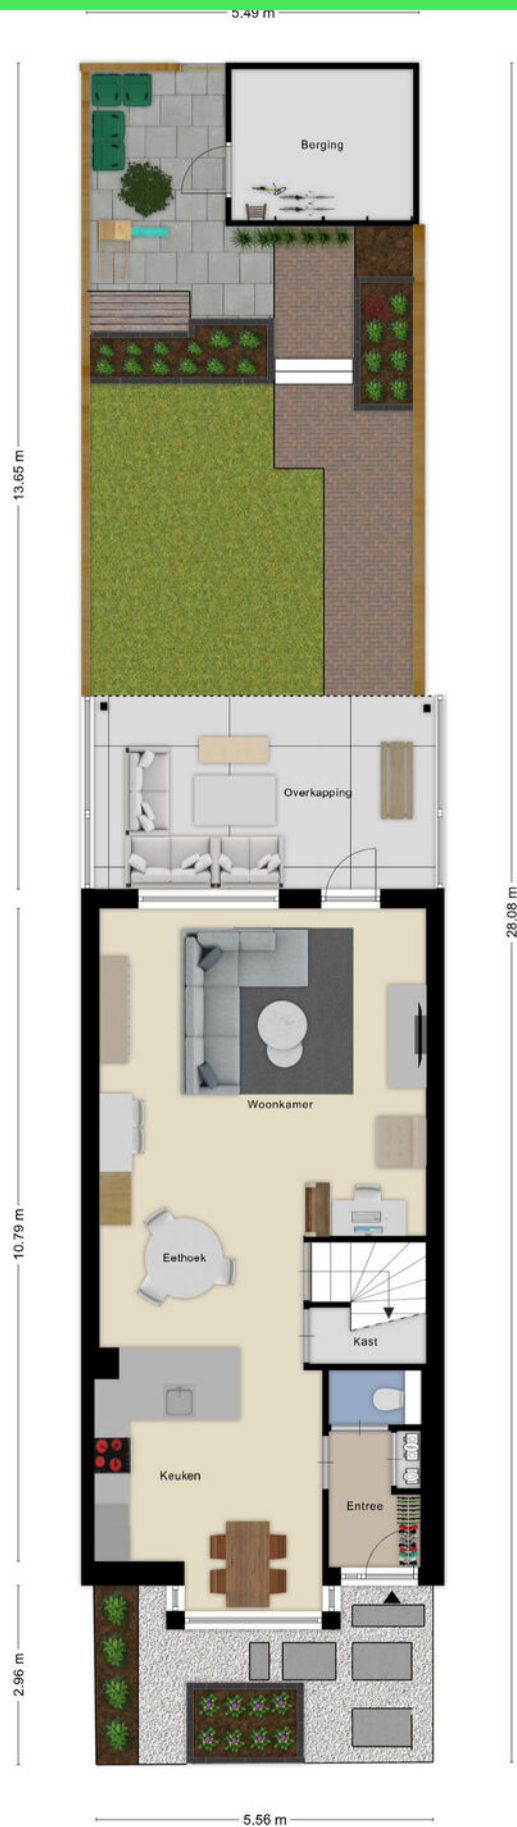 5.49 m
Berging
13.65 m
Overkapping
28.08 m
Woonkamer
10.79 m
Eethoek
Kast
Keuken
Entree
2.96 m
5.56 m